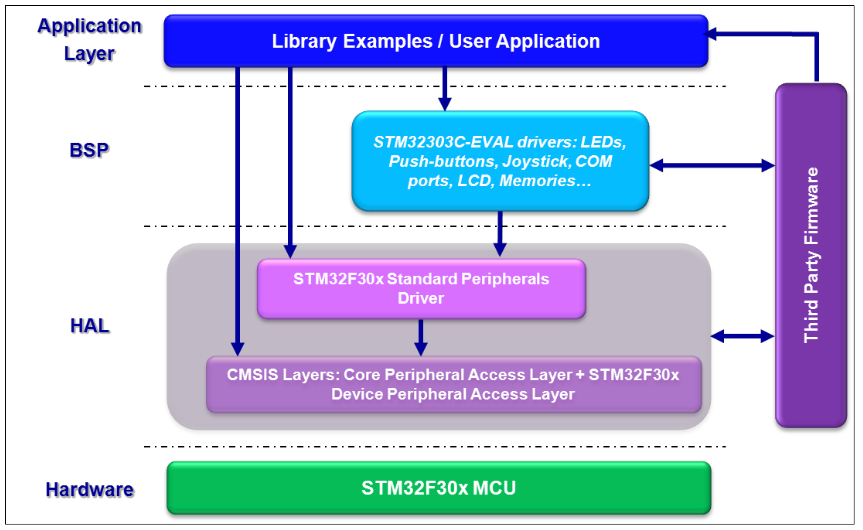 Application
Layer
Library Examples / User Application
BSP
STM32303C-EVAL drivers: LEDs,
Push-buttons, Joystick, COM
ports, LCD, Memories…
Third Party Firmware
HAL
STM32F30x Standard Peripherals
Driver
CMSIS Layers: Core Peripheral Access Layer + STM32F30x
Device Peripheral Access Layer
Hardware
STM32F30x MCU